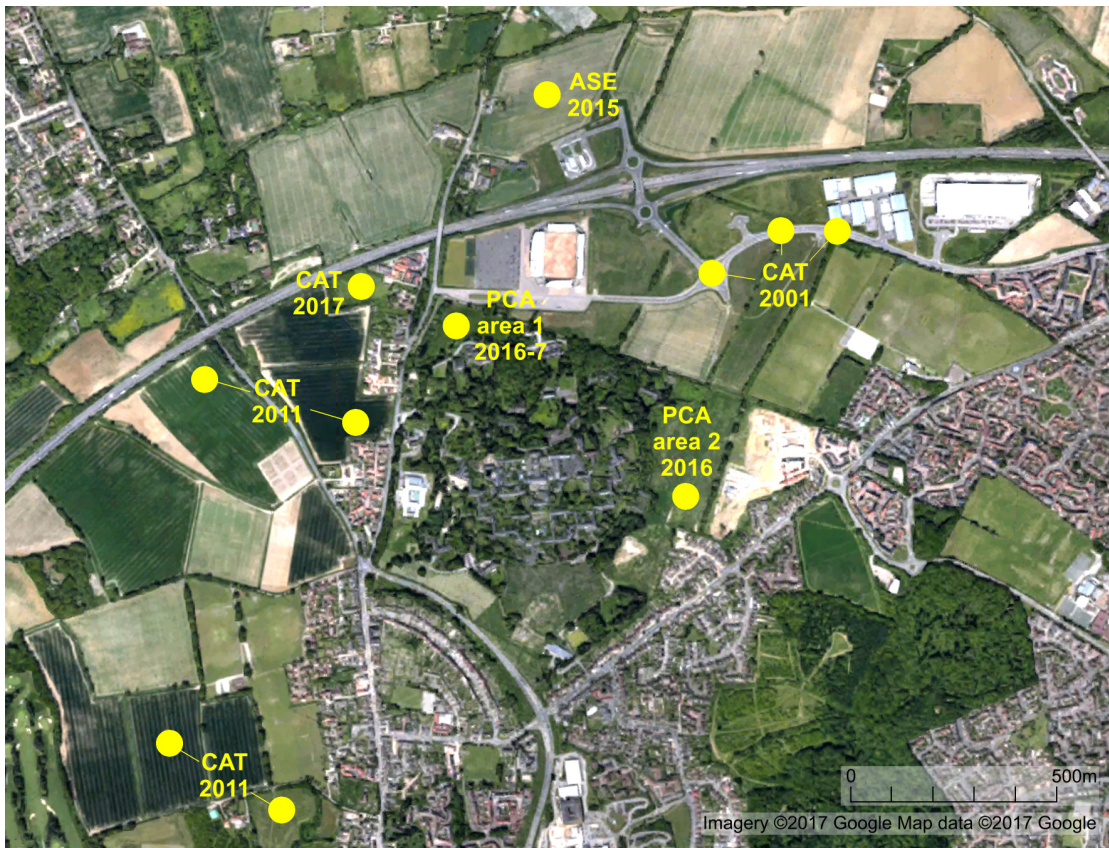 ASE
2015
CAT
2001
CAT
2017
PCA
area 1
2016-7
CAT
2011
PCA
area 2
2016
CAT
2011
0 500m
Imagery ©2017 Google Map data ©2017 Google